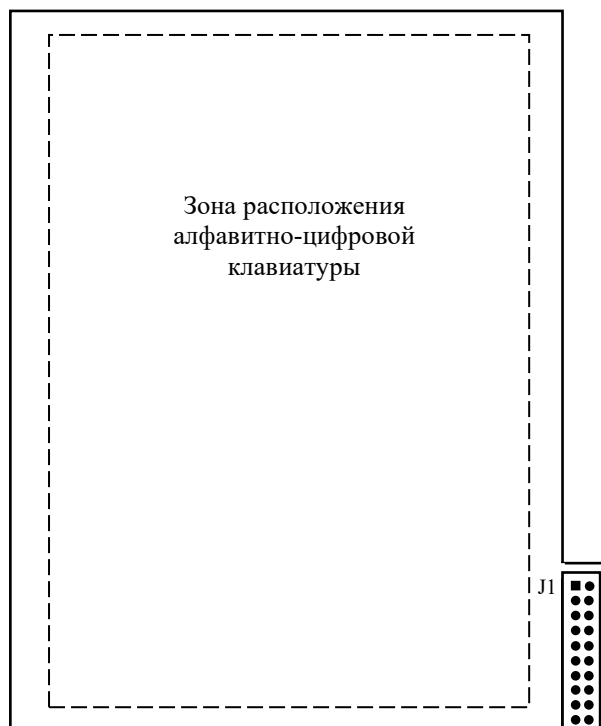 Зона расположения
алфавитно-цифровой
клавиатуры
J1